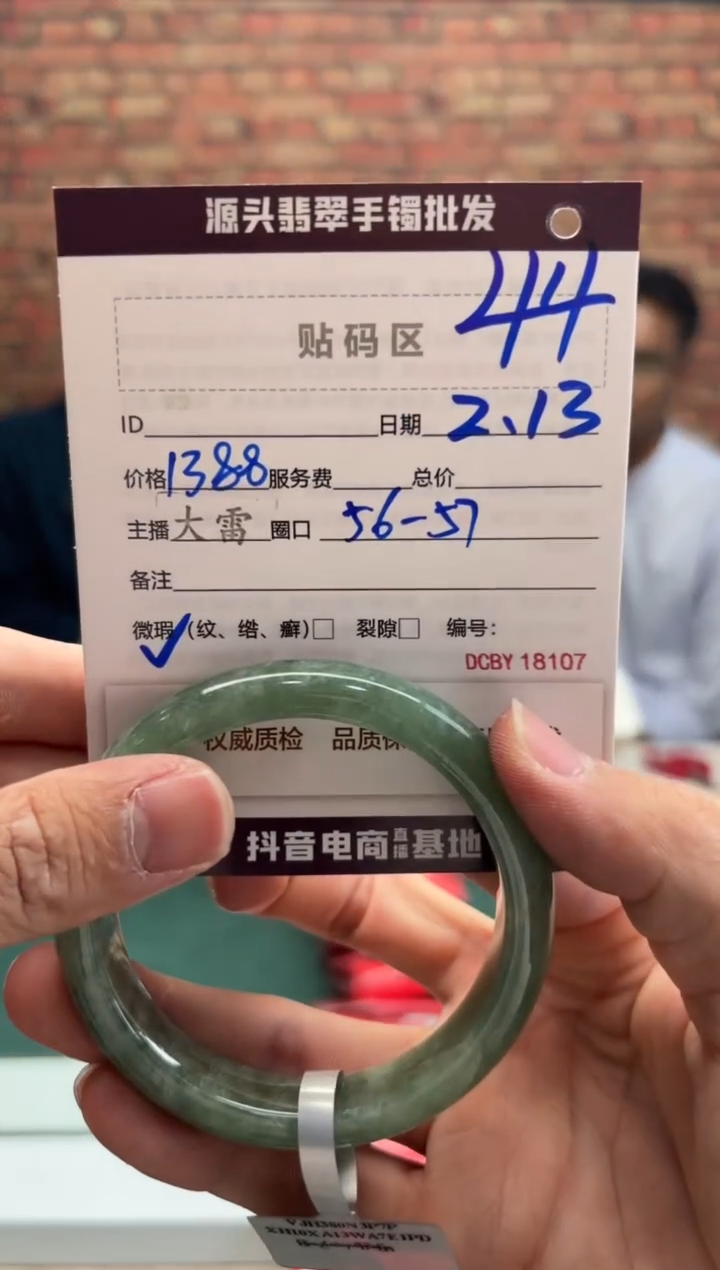 源头翡翠手镯批发
44
贴码区
ID 日期 2、13
价格 1388 服务费 总价
主播 大雷 圈口 56-57
备注
微瑕✓(纹、绺、癣)□ 裂隙□ 编号:
DCBY 18107
权威质检 品质保
抖音电商直播基地